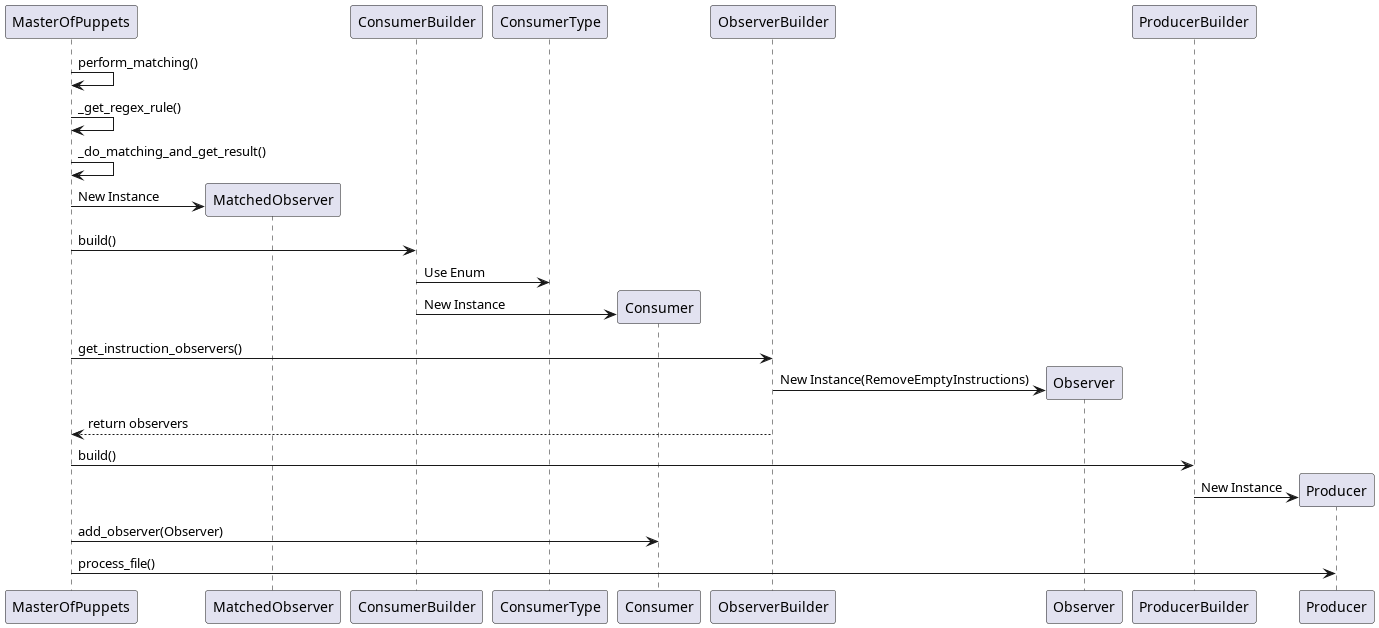 MasterOfPuppets
ConsumerBuilder
ConsumerType
ObserverBuilder
ProducerBuilder
perform_matching()
_get_regex_rule()
_do_matching_and_get_result()
New Instance
MatchedObserver
build()
Use Enum
New Instance
Consumer
get_instruction_observers()
New Instance(RemoveEmptyInstructions)
Observer
return observers
build()
New Instance
Producer
add_observer(Observer)
process_file()
MasterOfPuppets
MatchedObserver
ConsumerBuilder
ConsumerType
Consumer
ObserverBuilder
Observer
ProducerBuilder
Producer